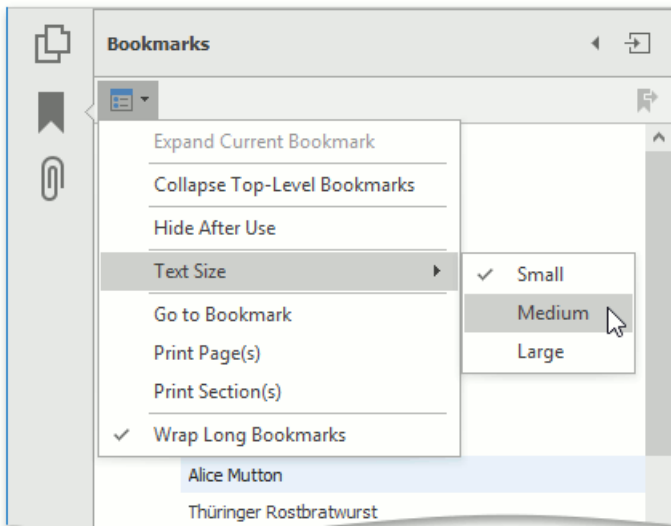 Bookmarks
Expand Current Bookmark
Collapse Top-Level Bookmarks
Hide After Use
Text Size
Small
Medium
Large
Go to Bookmark
Print Page(s)
Print Section(s)
Wrap Long Bookmarks
Alice Mutton
Thüringer Rostbratwurst